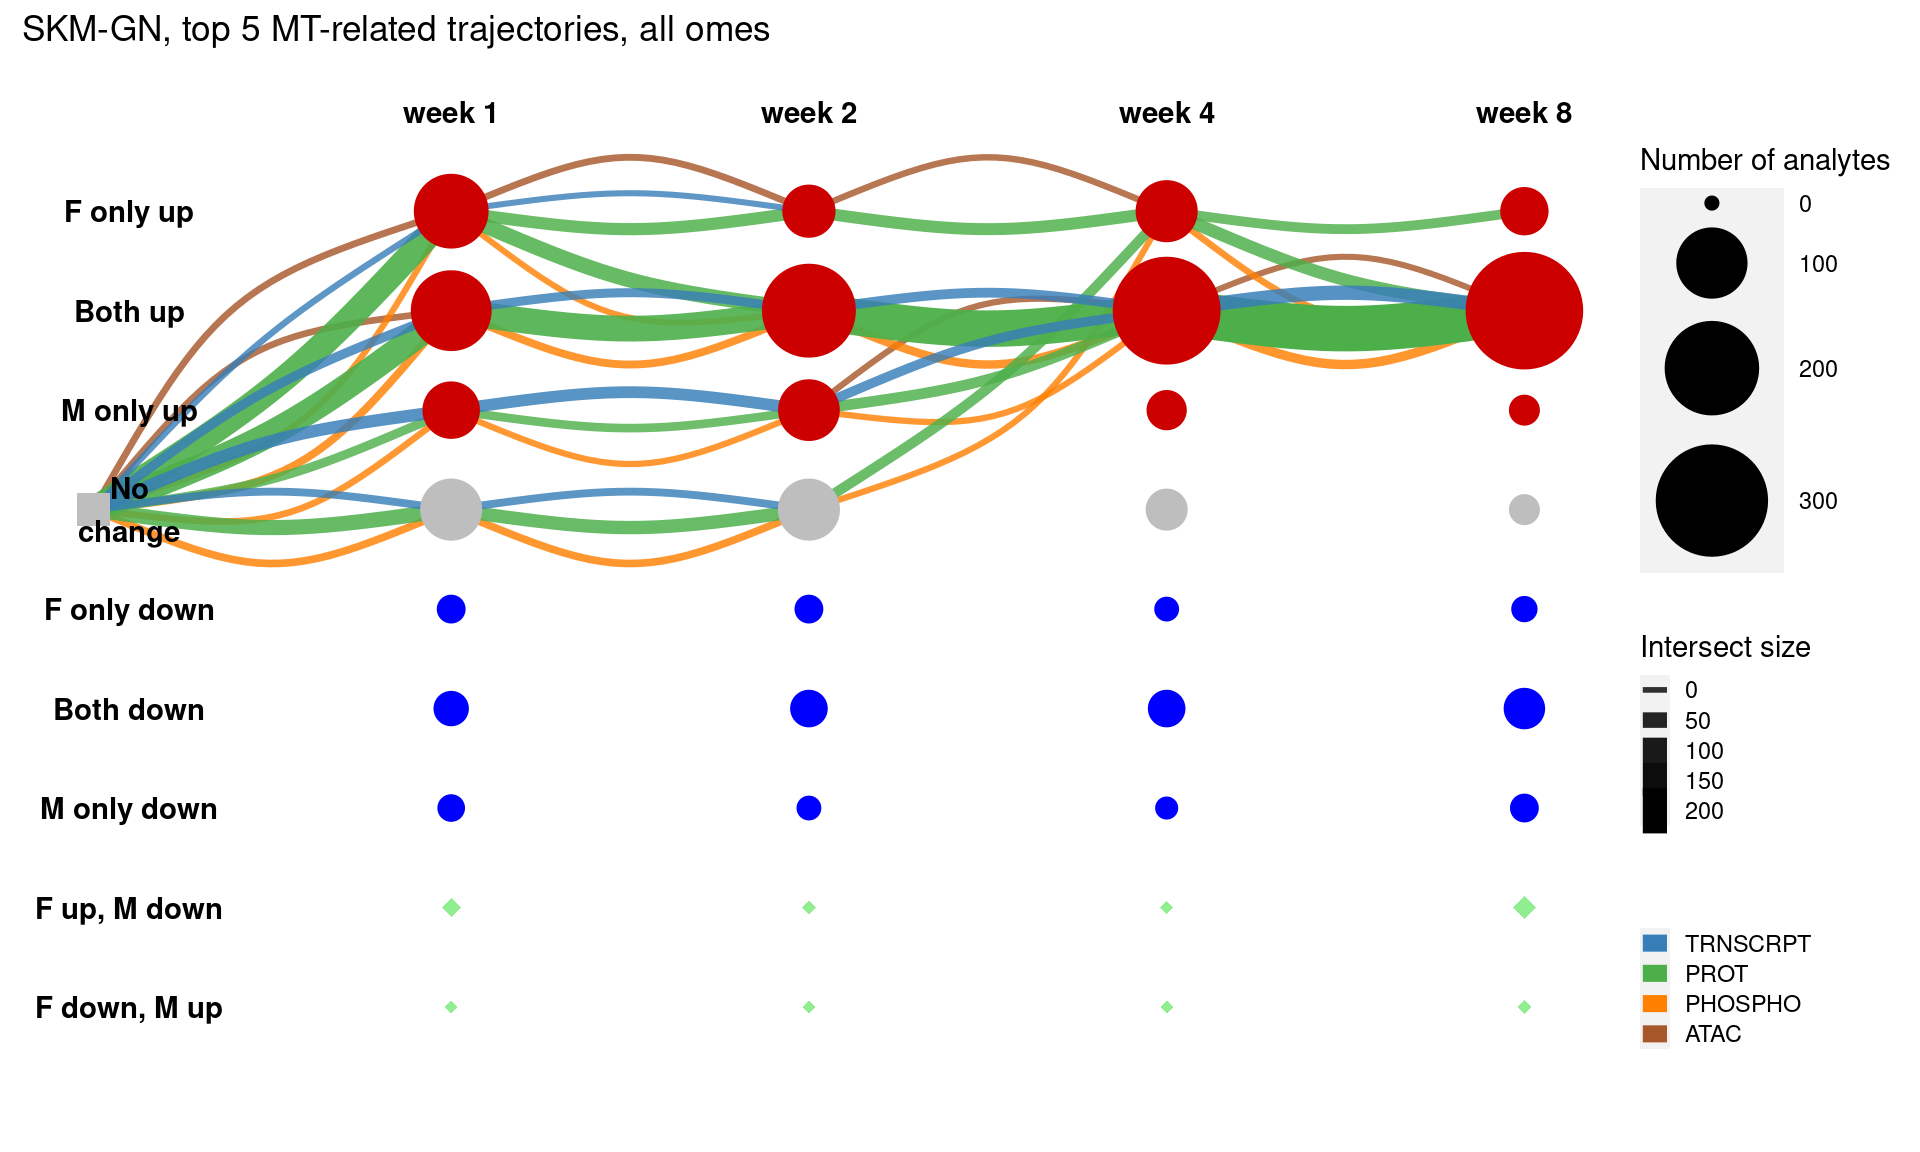 SKM-GN, top 5 MT-related trajectories, all omes
week 1
week 2
week 4
week 8
F only up
Both up
M only up
No
change
F only down
Both down
M only down
F up, M down
F down, M up
Number of analytes
0
100
200
300
Intersect size
0
50
100
150
200
TRNSCRPT
PROT
PHOSPHO
ATAC